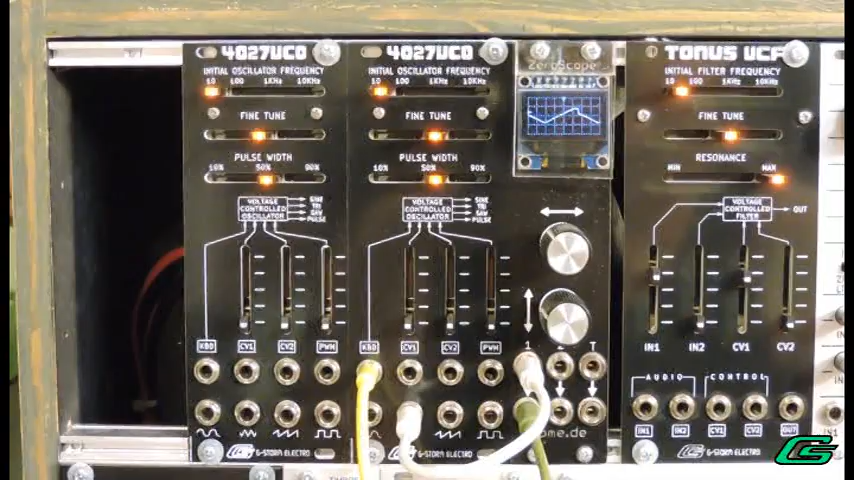 4027VCO
INITIAL OSCILLATOR FREQUENCY
10 100 1KHz 10KHz
FINE TUNE
PULSE WIDTH
10% 50% 90%
VOLTAGE
CONTROLLED
OSCILLATOR
SINE
TRI
SAW
PULSE
KBD CV1 CV2 PWM
G-STORM ELECTRO
4027VCO
INITIAL OSCILLATOR FREQUENCY
10 100 1KHz 10KHz
FINE TUNE
PULSE WIDTH
10% 50% 90%
VOLTAGE
CONTROLLED
OSCILLATOR
SINE
TRI
SAW
PULSE
KBD CV1 CV2 PWM
G-STORM ELECTRO
ZeroScope
1 T
ome.de
TONUS VCF
INITIAL FILTER FREQUENCY
10 100 1KHz 10KHz
FINE TUNE
RESONANCE
MIN MAX
VOLTAGE
CONTROLLED
FILTER
OUT
IN1 IN2 CV1 CV2
AUDIO CONTROL
IN1 IN2 CV1 CV2 OUT
G-STORM ELECTRO